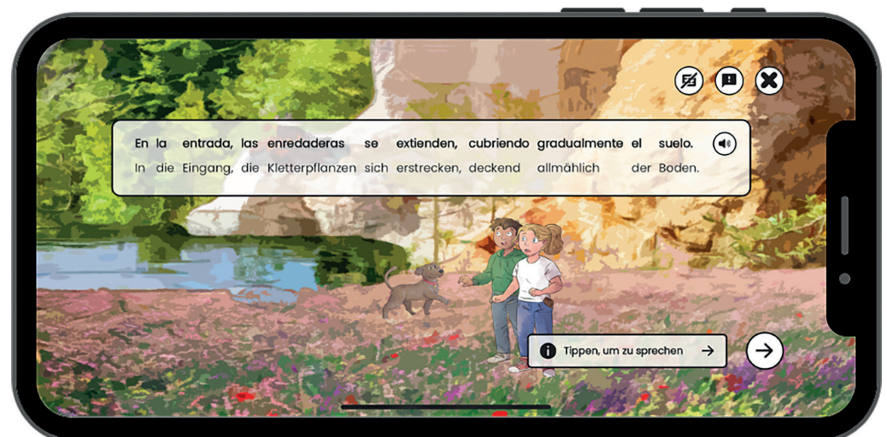 En la entrada, las enredaderas se extienden, cubriendo gradualmente el suelo.
In die Eingang, die Kletterpflanzen sich erstrecken, deckend allmählich der Boden.
Tippen, um zu sprechen